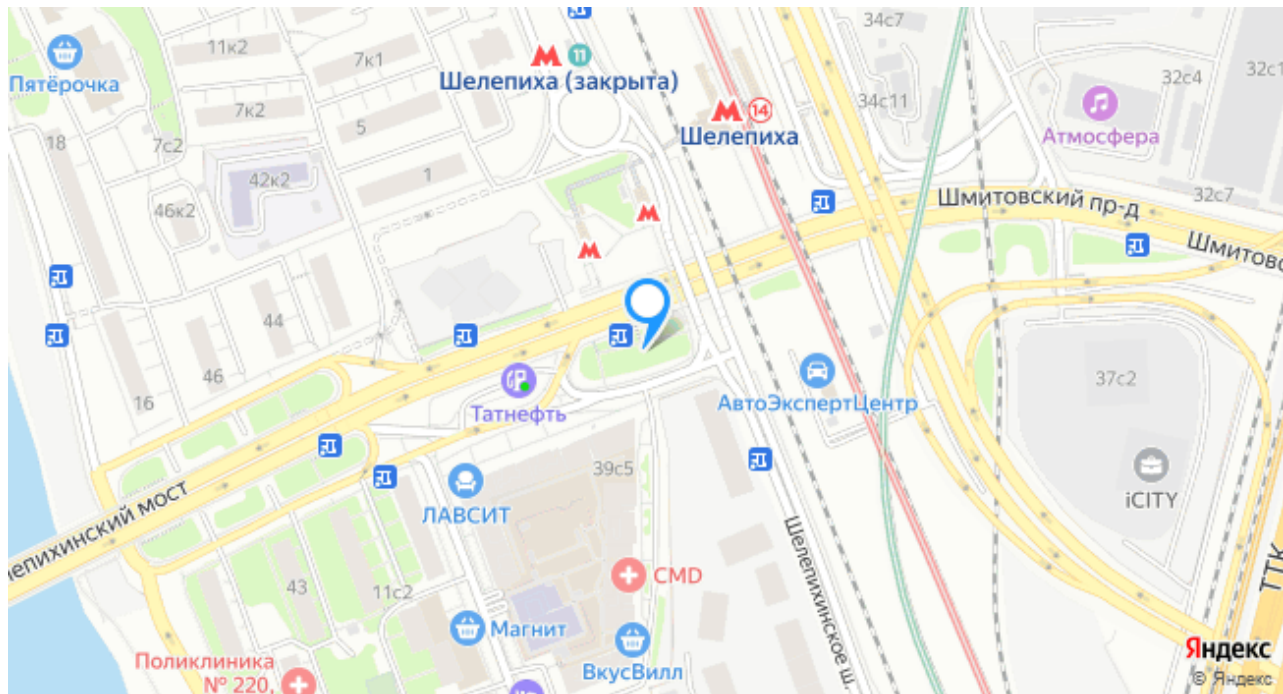 34с7
11к2
Пятёрочка
7к1
11
Шелепиха (закрыта)
32с4
32с1
34с11
14
Шелепиха
Атмосфера
7к2
5
18
7с2
42к2
1
46к2
Шмитовский пр-д
32с7
Шмитовс
44
46
16
Татнефть
АвтоЭкспертЦентр
37с2
39с5
ЛАВСИТ
iCITY
лепихинский мост
Шелепихинское ш.
43
11с2
CMD
ТТК
Магнит
ВкусВилл
Поликлиника
№ 220,
Яндекс
© Яндекс